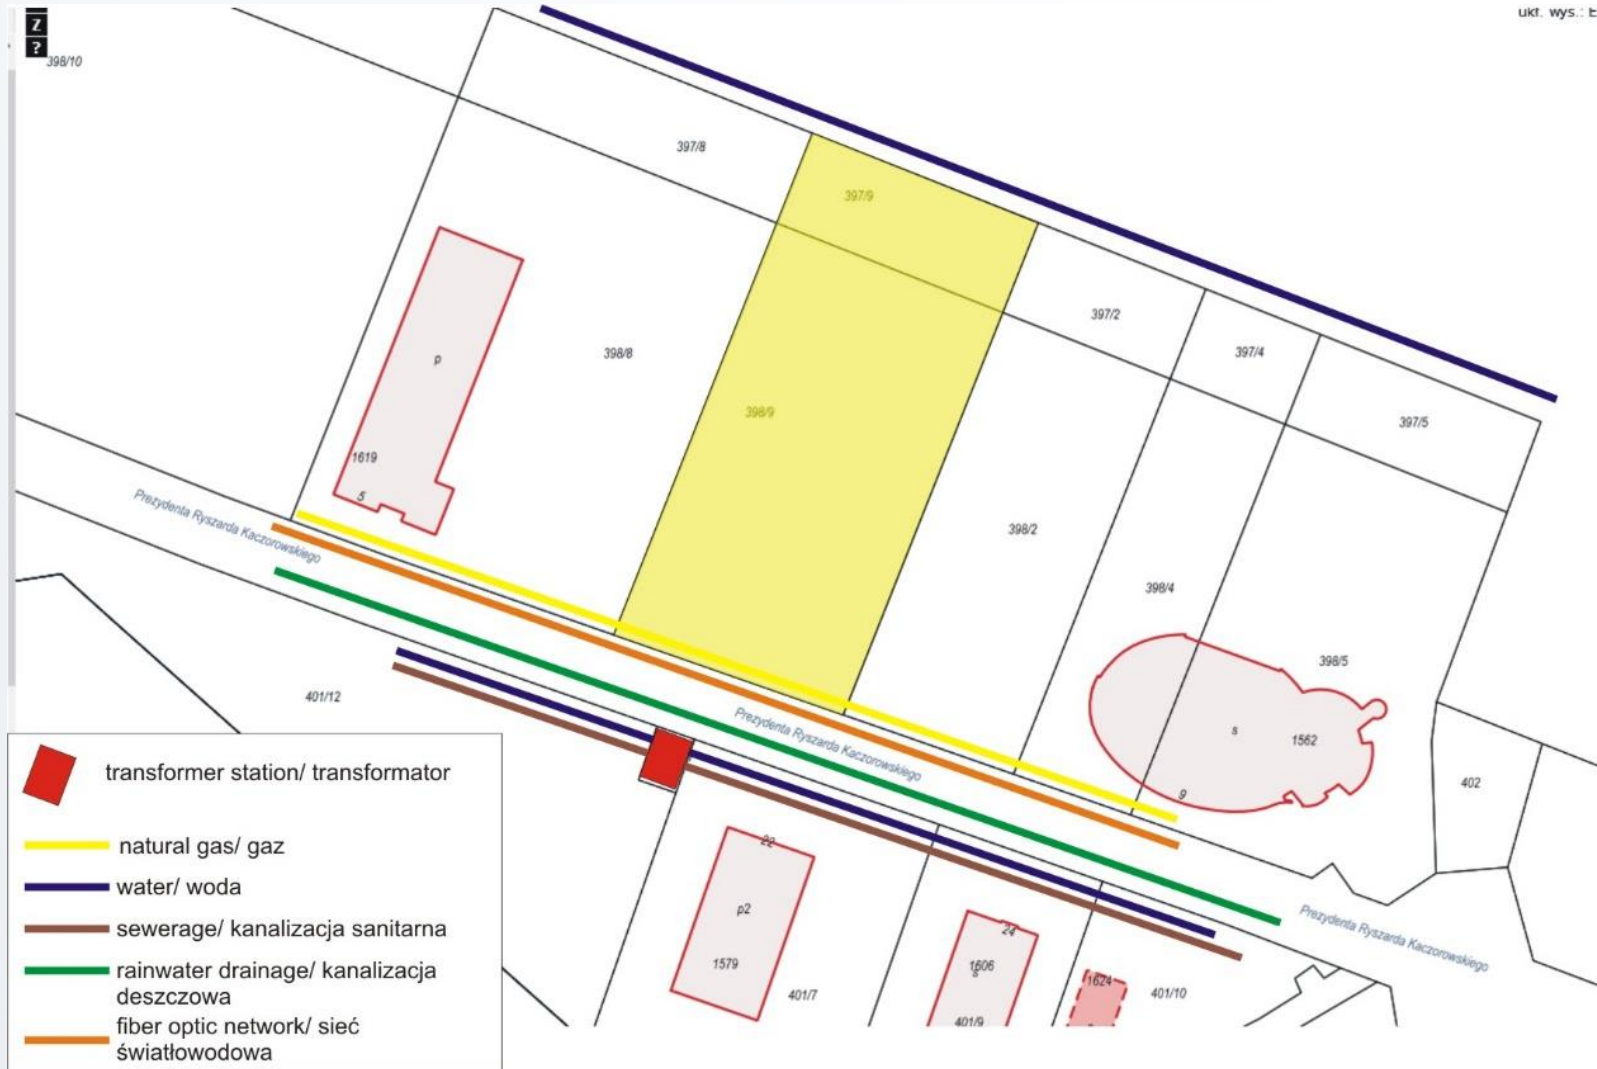 Z
?
ukł. wys.: E
398/10
397/8
397/9
397/2
397/4
397/5
398/8
398/9
398/2
398/4
398/5
p
1619
5
s
1562
9
402
Prezydenta Ryszarda Kaczorowskiego
Prezydenta Ryszarda Kaczorowskiego
Prezydenta Ryszarda Kaczorowskiego
401/12
22
p2
1579
401/7
24
1606
s
401/9
1624
401/10
transformer station/ transformator
natural gas/ gaz
water/ woda
sewerage/ kanalizacja sanitarna
rainwater drainage/ kanalizacja
deszczowa
fiber optic network/ sieć
światłowodowa